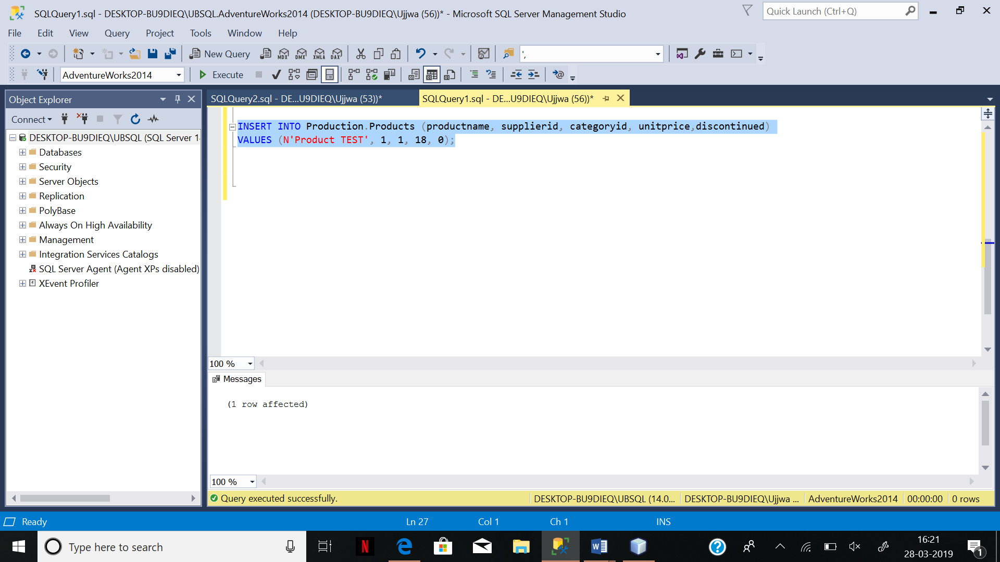 SQLQuery1.sql - DESKTOP-BU9DIEQ\UBSQL.AdventureWorks2014 (DESKTOP-BU9DIEQ\Ujjwa (56))* - Microsoft SQL Server Management Studio
Quick Launch (Ctrl+Q)
File Edit View Query Project Tools Window Help
New Query MDX DMX XMLA DAX ',
AdventureWorks2014 Execute
Object Explorer
Connect
DESKTOP-BU9DIEQ\UBSQL (SQL Server 1
Databases
Security
Server Objects
Replication
PolyBase
Always On High Availability
Management
Integration Services Catalogs
SQL Server Agent (Agent XPs disabled)
XEvent Profiler
SQLQuery2.sql - DE...U9DIEQ\Ujjwa (53))*
SQLQuery1.sql - DE...U9DIEQ\Ujjwa (56))*
INSERT INTO Production.Products (productname, supplierid, categoryid, unitprice,discontinued)
VALUES (N'Product TEST', 1, 1, 18, 0);
100 %
Messages
(1 row affected)
100 %
Query executed successfully.
DESKTOP-BU9DIEQ\UBSQL (14.0... DESKTOP-BU9DIEQ\Ujjwa ... AdventureWorks2014 00:00:00 0 rows
Ready Ln 27 Col 1 Ch 1 INS
Type here to search
16:21
28-03-2019
1